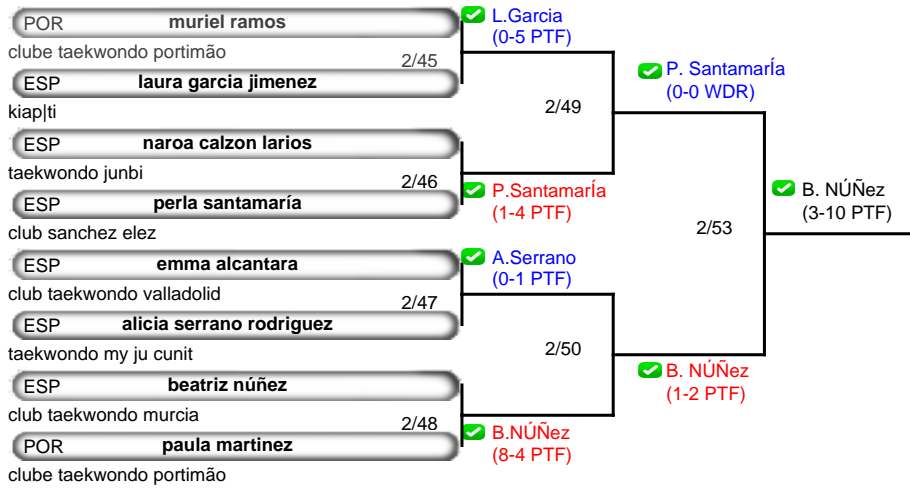 POR muriel ramos
clube taekwondo portimão
2/45
ESP laura garcia jimenez
kiap|ti
ESP naroa calzon larios
taekwondo junbi
2/46
ESP perla santamaría
club sanchez elez
ESP emma alcantara
club taekwondo valladolid
2/47
ESP alicia serrano rodriguez
taekwondo my ju cunit
ESP beatriz núñez
club taekwondo murcia
2/48
POR paula martinez
clube taekwondo portimão
L.Garcia
(0-5 PTF)
2/49
P.SantamarÍa
(1-4 PTF)
A.Serrano
(0-1 PTF)
2/50
B.NÚÑez
(8-4 PTF)
P. SantamarÍa
(0-0 WDR)
2/53
B. NÚÑez
(1-2 PTF)
B. NÚÑez
(3-10 PTF)